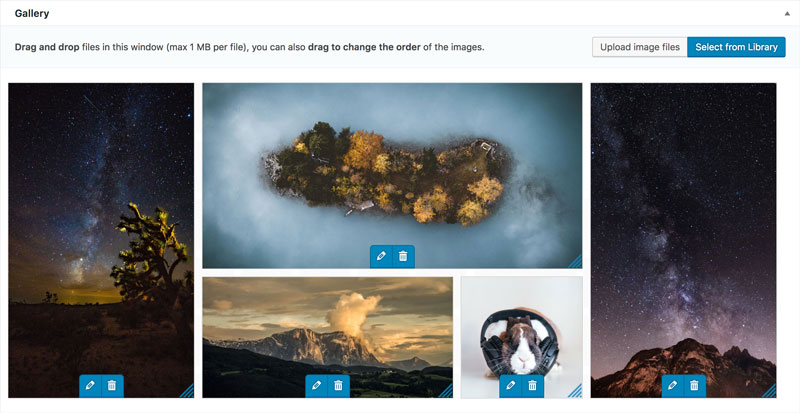 Gallery
Drag and drop files in this window (max 1 MB per file), you can also drag to change the order of the images.
Upload image files
Select from Library